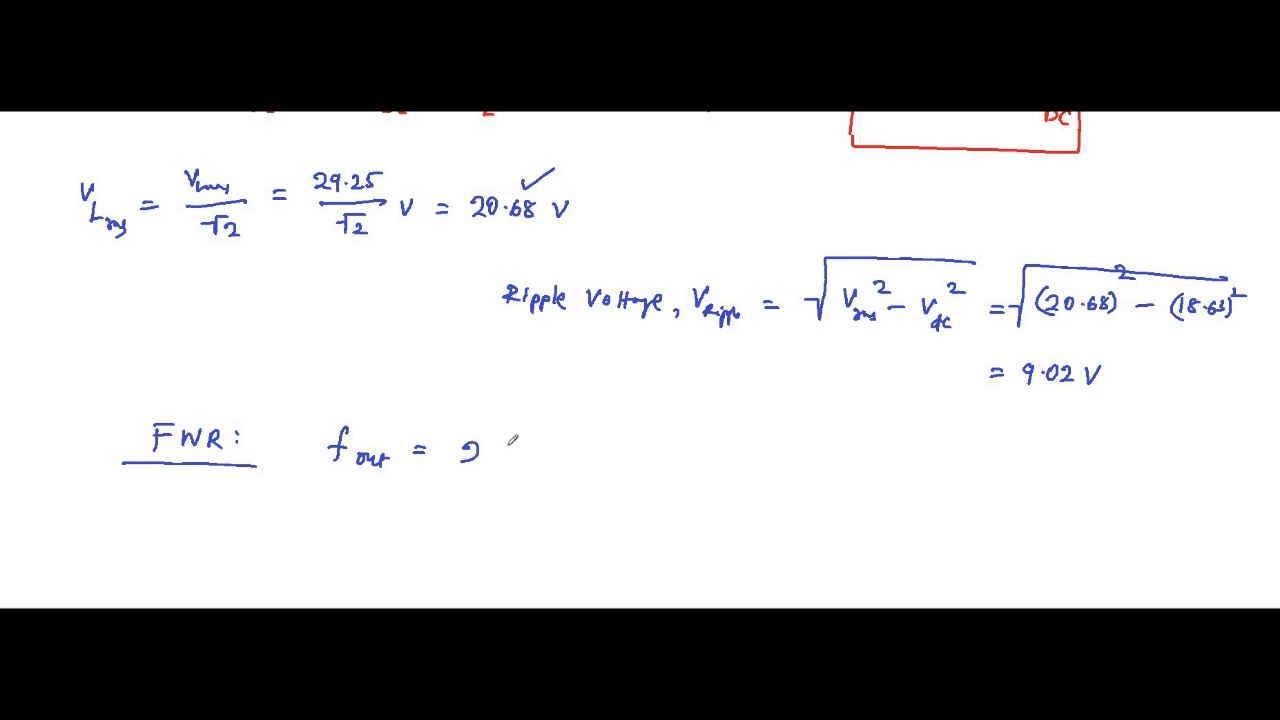 DC
V_Lrms = V_Lmax/√2 = 29.25/√2 V = 20.68 V ✓
Ripple Voltage, V_Ripple = √(V_rms² - V_dc²) = √((20.68)² - (18.63)²)
= 9.02 V
FWR: f_out = 2